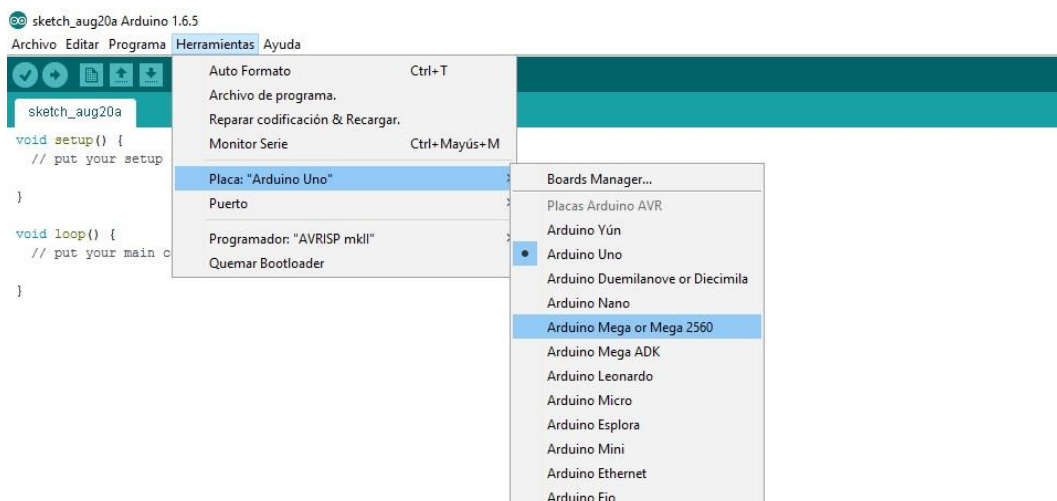 sketch_aug20a Arduino 1.6.5
Archivo Editar Programa Herramientas Ayuda
sketch_aug20a
void setup() {
// put your setup
}
void loop() {
// put your main c
}
Auto Formato Ctrl+T
Archivo de programa.
Reparar codificación & Recargar.
Monitor Serie Ctrl+Mayús+M
Placa: "Arduino Uno"
Puerto
Programador: "AVRISP mkII"
Quemar Bootloader
Boards Manager...
Placas Arduino AVR
Arduino Yún
Arduino Uno
Arduino Duemilanove or Diecimila
Arduino Nano
Arduino Mega or Mega 2560
Arduino Mega ADK
Arduino Leonardo
Arduino Micro
Arduino Esplora
Arduino Mini
Arduino Ethernet
Arduino Fio